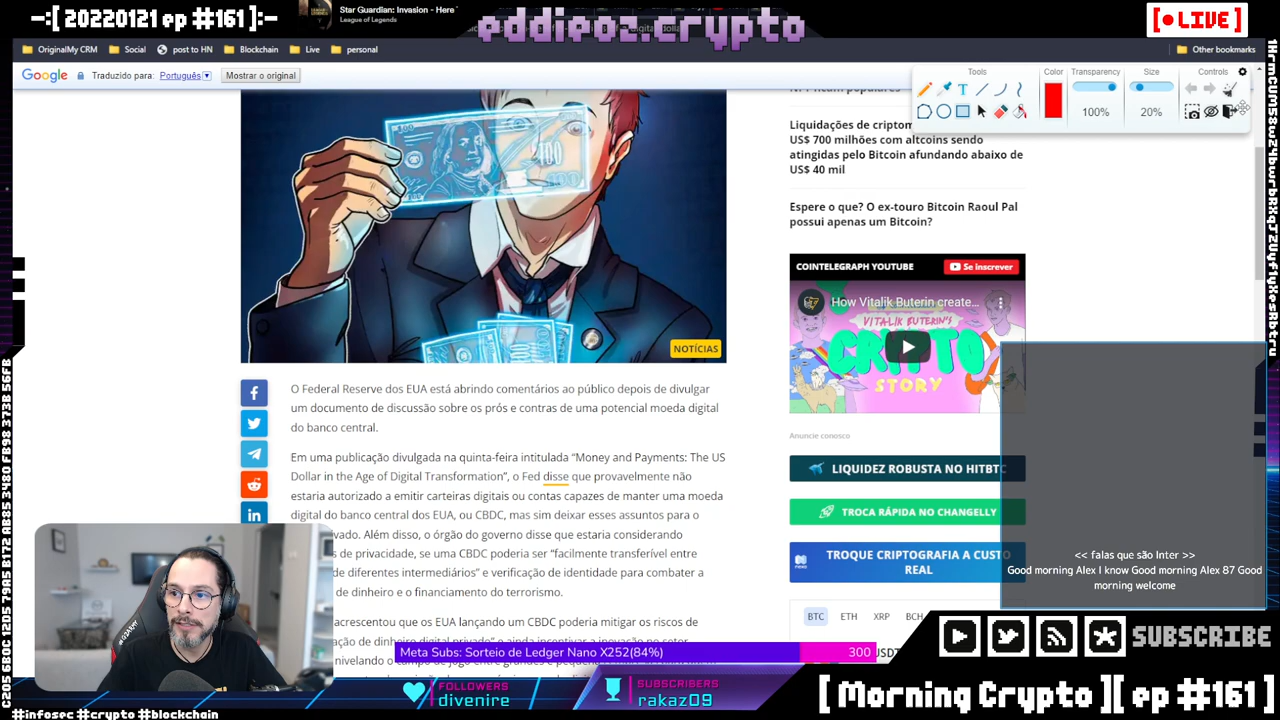 -:[ 20220121 ep #161 ]:-
Star Guardian: Invasion - Here
League of Legends
eddieoz.crypto
[ LIVE ]
OriginalMy CRM
Social
post to HN
Blockchain
Live
personal
Other bookmarks
Google
Traduzido para:
Português
Mostrar o original
Tools
Color
Transparency
Size
Controls
100%
20%
Liquidações de
US$ 700 milhões com altcoins sendo
atingidas pelo Bitcoin afundando abaixo de
US$ 40 mil
Espere o que? O ex-touro Bitcoin Raoul Pal
possui apenas um Bitcoin?
COINTELEGRAPH YOUTUBE
Se inscrever
How Vitalik Buterin create...
VITALIK BUTERIN'S
CRYPTO
STORY
100
NOTÍCIAS
O Federal Reserve dos EUA está abrindo comentários ao público depois de divulgar
um documento de discussão sobre os prós e contras de uma potencial moeda digital
do banco central.
Em uma publicação divulgada na quinta-feira intitulada “Money and Payments: The US
Dollar in the Age of Digital Transformation”, o Fed disse que provavelmente não
estaria autorizado a emitir carteiras digitais ou contas capazes de manter uma moeda
digital do banco central dos EUA, ou CBDC, mas sim deixar esses assuntos para o
ivado. Além disso, o órgão do governo disse que estaria considerando
s de privacidade, se uma CBDC poderia ser “facilmente transferível entre
de diferentes intermediários” e verificação de identidade para combater a
de dinheiro e o financiamento do terrorismo.
acrescentou que os EUA lançando um CBDC poderia mitigar os riscos de
Anuncie conosco
LIQUIDEZ ROBUSTA NO HITBTC
TROCA RÁPIDA NO CHANGELLY
TROQUE CRIPTOGRAFIA A CUSTO
REAL
BTC
ETH
XRP
BCH
<< falas que são Inter >>
Good morning Alex I know Good morning Alex 87 Good
morning welcome
Meta Subs: Sorteio de Ledger Nano X252(84%)
300
SUBSCRIBE
FOLLOWERS
divenire
SUBSCRIBERS
rakaz09
[ Morning Crypto ][ ep #161 ]
#infosec #crypto #blockchain